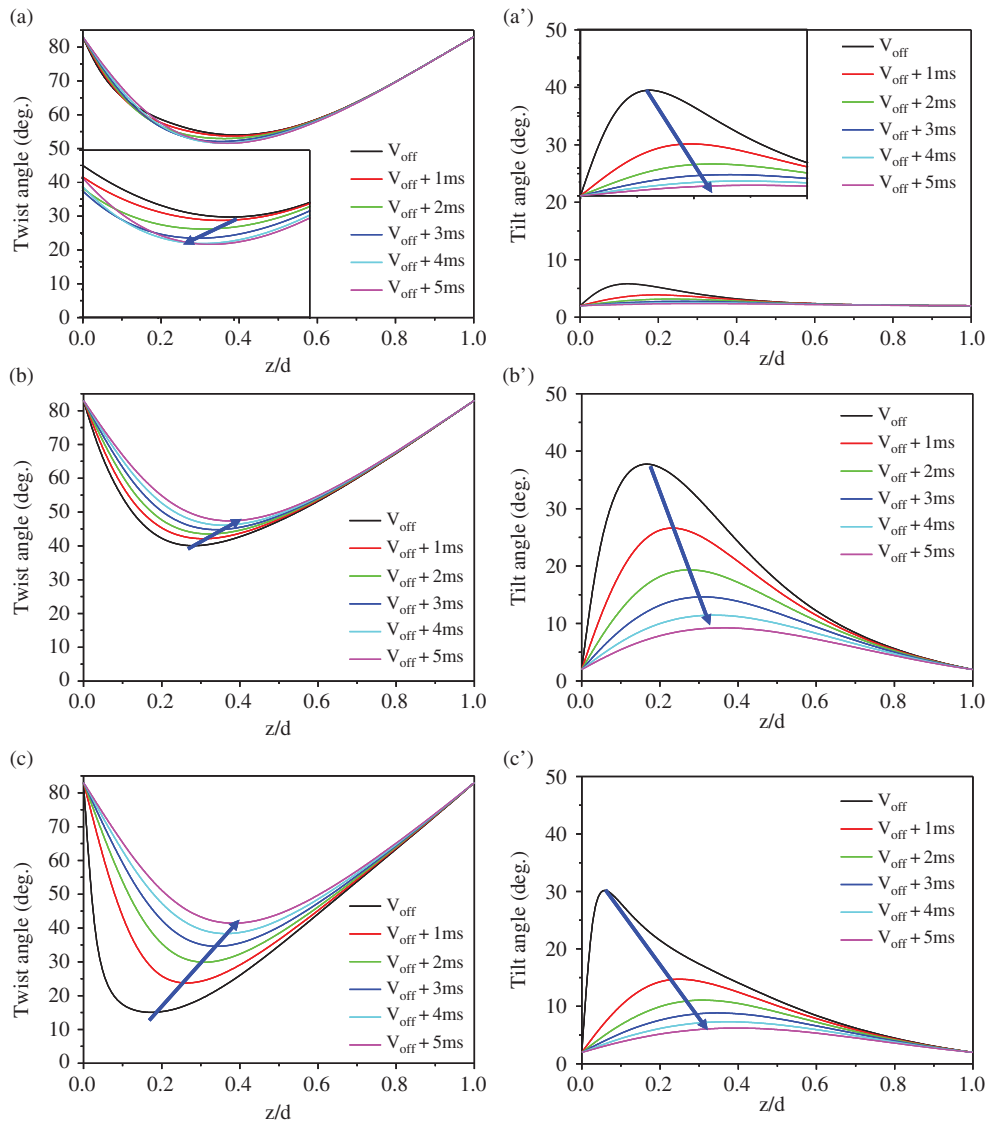 (a)
Twist angle (deg.)
80
70
60
50
40
30
20
10
0
0.0 0.2 0.4 0.6 0.8 1.0
z/d
V_off
V_off + 1ms
V_off + 2ms
V_off + 3ms
V_off + 4ms
V_off + 5ms
(a')
Tilt angle (deg.)
50
40
30
20
10
0
0.0 0.2 0.4 0.6 0.8 1.0
z/d
V_off
V_off + 1ms
V_off + 2ms
V_off + 3ms
V_off + 4ms
V_off + 5ms
(b)
Twist angle (deg.)
80
70
60
50
40
30
20
10
0
0.0 0.2 0.4 0.6 0.8 1.0
z/d
V_off
V_off + 1ms
V_off + 2ms
V_off + 3ms
V_off + 4ms
V_off + 5ms
(b')
Tilt angle (deg.)
50
40
30
20
10
0
0.0 0.2 0.4 0.6 0.8 1.0
z/d
V_off
V_off + 1ms
V_off + 2ms
V_off + 3ms
V_off + 4ms
V_off + 5ms
(c)
Twist angle (deg.)
80
70
60
50
40
30
20
10
0
0.0 0.2 0.4 0.6 0.8 1.0
z/d
V_off
V_off + 1ms
V_off + 2ms
V_off + 3ms
V_off + 4ms
V_off + 5ms
(c')
Tilt angle (deg.)
50
40
30
20
10
0
0.0 0.2 0.4 0.6 0.8 1.0
z/d
V_off
V_off + 1ms
V_off + 2ms
V_off + 3ms
V_off + 4ms
V_off + 5ms